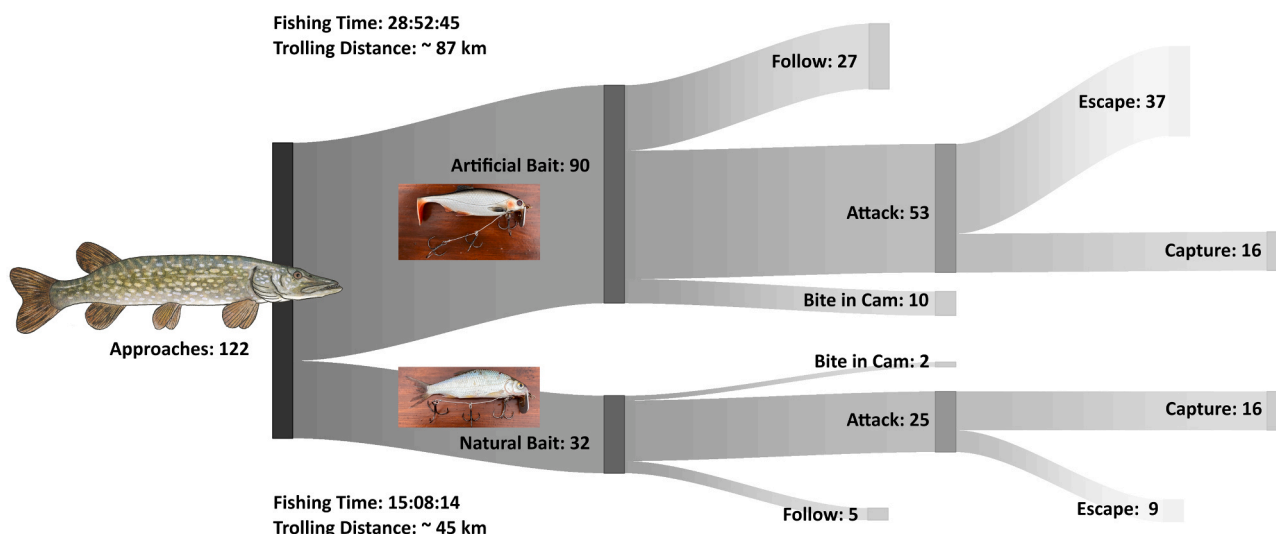 Fishing Time: 28:52:45
Trolling Distance: ~ 87 km
Follow: 27
Escape: 37
Artificial Bait: 90
Attack: 53
Capture: 16
Bite in Cam: 10
Approaches: 122
Bite in Cam: 2
Capture: 16
Attack: 25
Natural Bait: 32
Fishing Time: 15:08:14
Trolling Distance: ~ 45 km
Follow: 5
Escape: 9